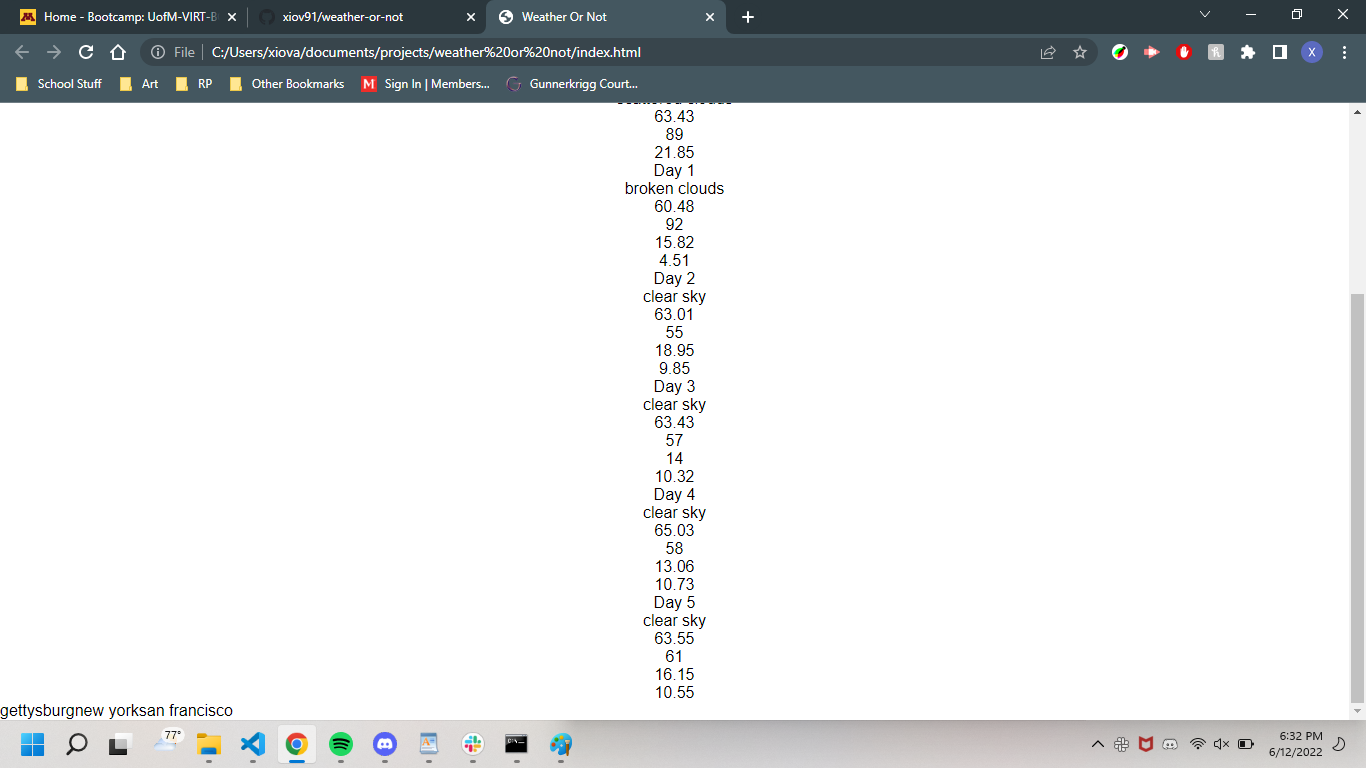 Home - Bootcamp: UofM-VIRT-B
xiov91/weather-or-not
Weather Or Not
File
C:/Users/xiova/documents/projects/weather%20or%20not/index.html
X
School Stuff
Art
RP
Other Bookmarks
M
Sign In | Members...
Gunnerkrigg Court...
63.43
89
21.85
Day 1
broken clouds
60.48
92
15.82
4.51
Day 2
clear sky
63.01
55
18.95
9.85
Day 3
clear sky
63.43
57
14
10.32
Day 4
clear sky
65.03
58
13.06
10.73
Day 5
clear sky
63.55
61
16.15
10.55
gettysburgnew yorksan francisco
77°
6:32 PM
6/12/2022